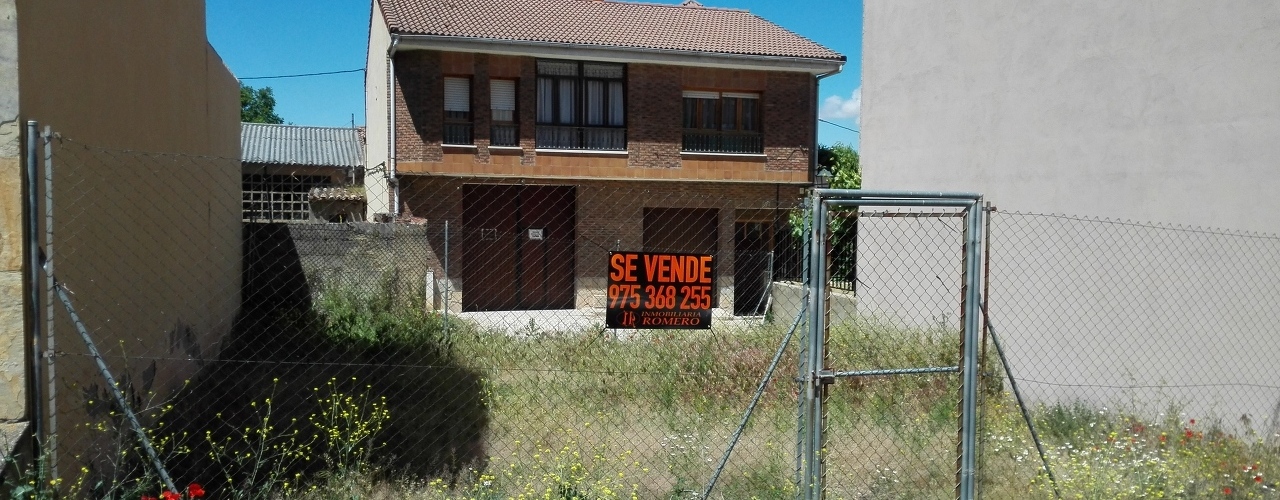 SE VENDE
975 368 255
INMOBILIARIA
ROMERO